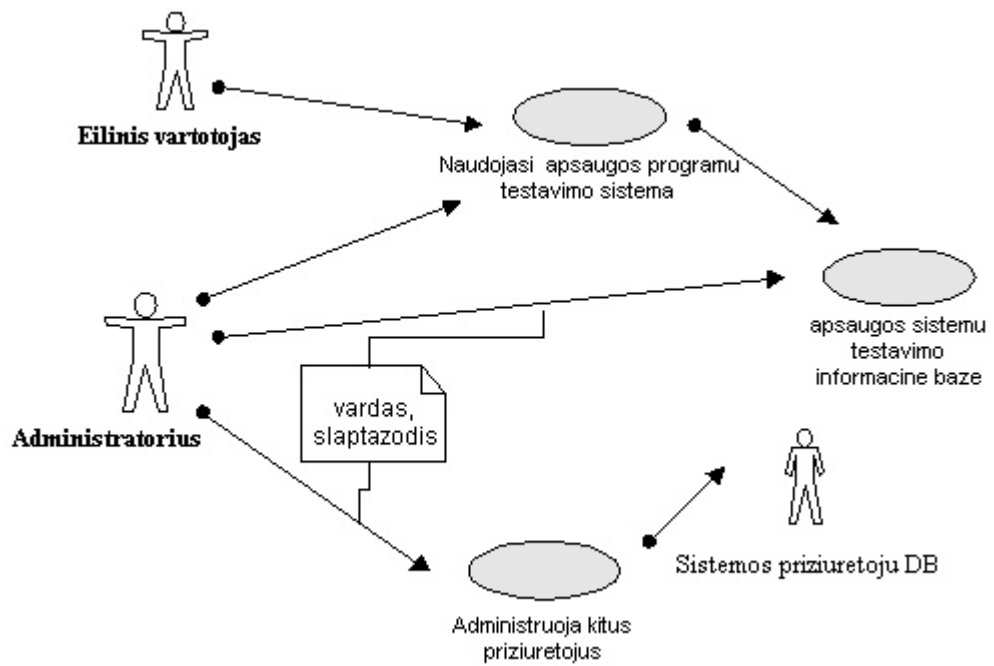 Eilinis vartotojas
Naudojasi apsaugos programu
testavimo sistema
apsaugos sistemu
testavimo
informacine baze
vardas,
slaptazodis
Administratorius
Sistemos priziuretoju DB
Administruoja kitus
priziuretojus